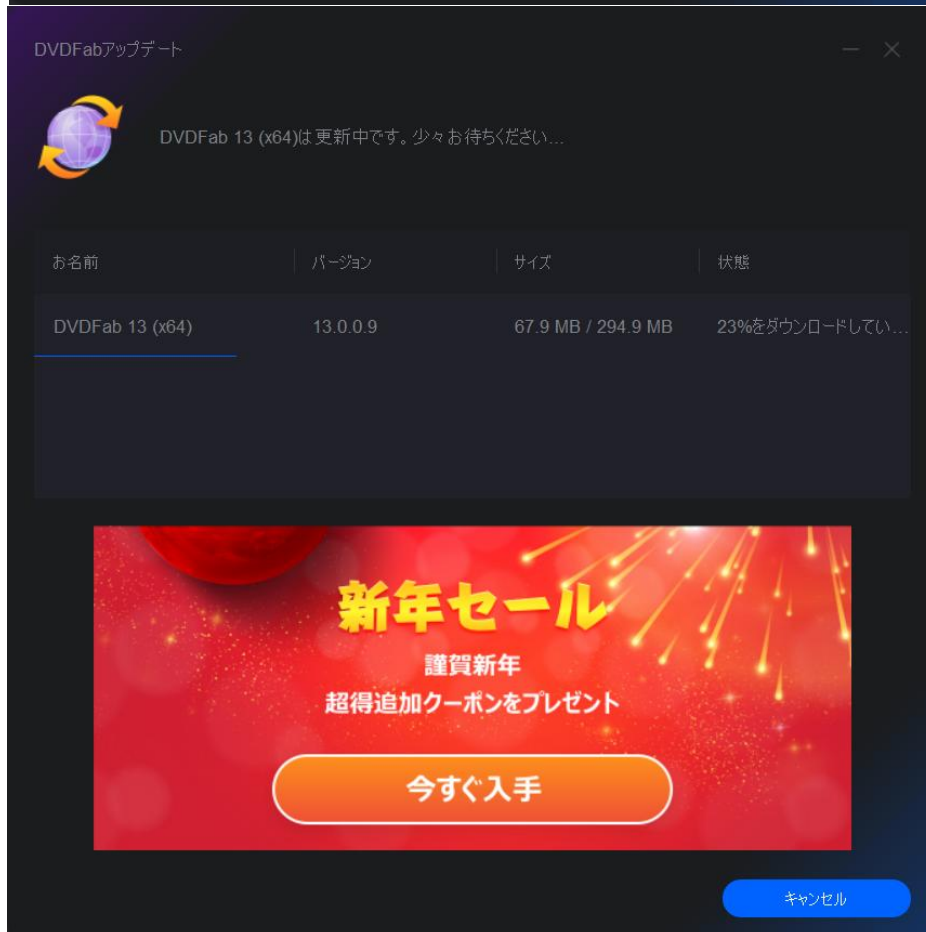 DVDFabアップデート
DVDFab 13 (x64)は更新中です。少々お待ちください...
お名前 バージョン サイズ 状態
DVDFab 13 (x64) 13.0.0.9 67.9 MB / 294.9 MB 23%をダウンロードしてい...
新年セール
謹賀新年
超得追加クーポンをプレゼント
今すぐ入手
キャンセル